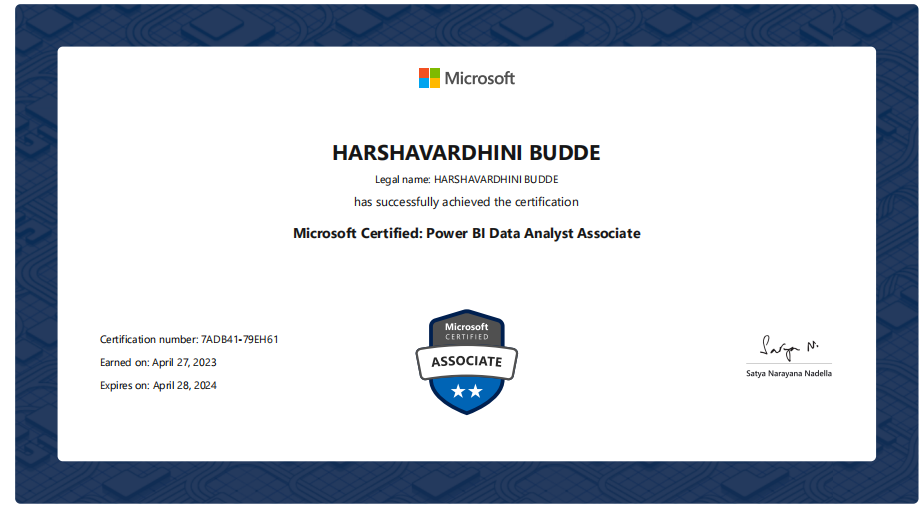 Microsoft
HARSHAVARDHINI BUDDE
Legal name: HARSHAVARDHINI BUDDE
has successfully achieved the certification
Microsoft Certified: Power BI Data Analyst Associate
Certification number: 7ADB41-79EH61
Earned on: April 27, 2023
Expires on: April 28, 2024
Microsoft
CERTIFIED
ASSOCIATE
Satya N.
Satya Narayana Nadella